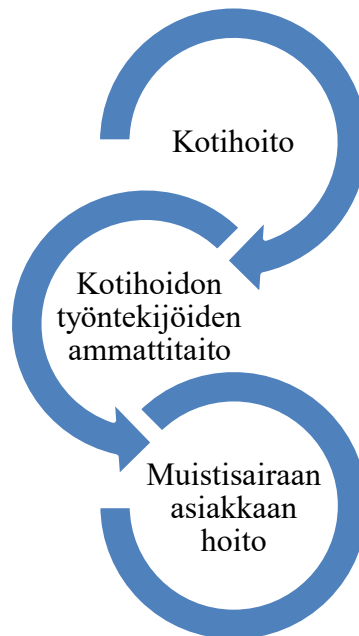 Kotihoito
Kotihoidon
työntekijöiden
ammattitaito
Muistisairaan
asiakkaan
hoito